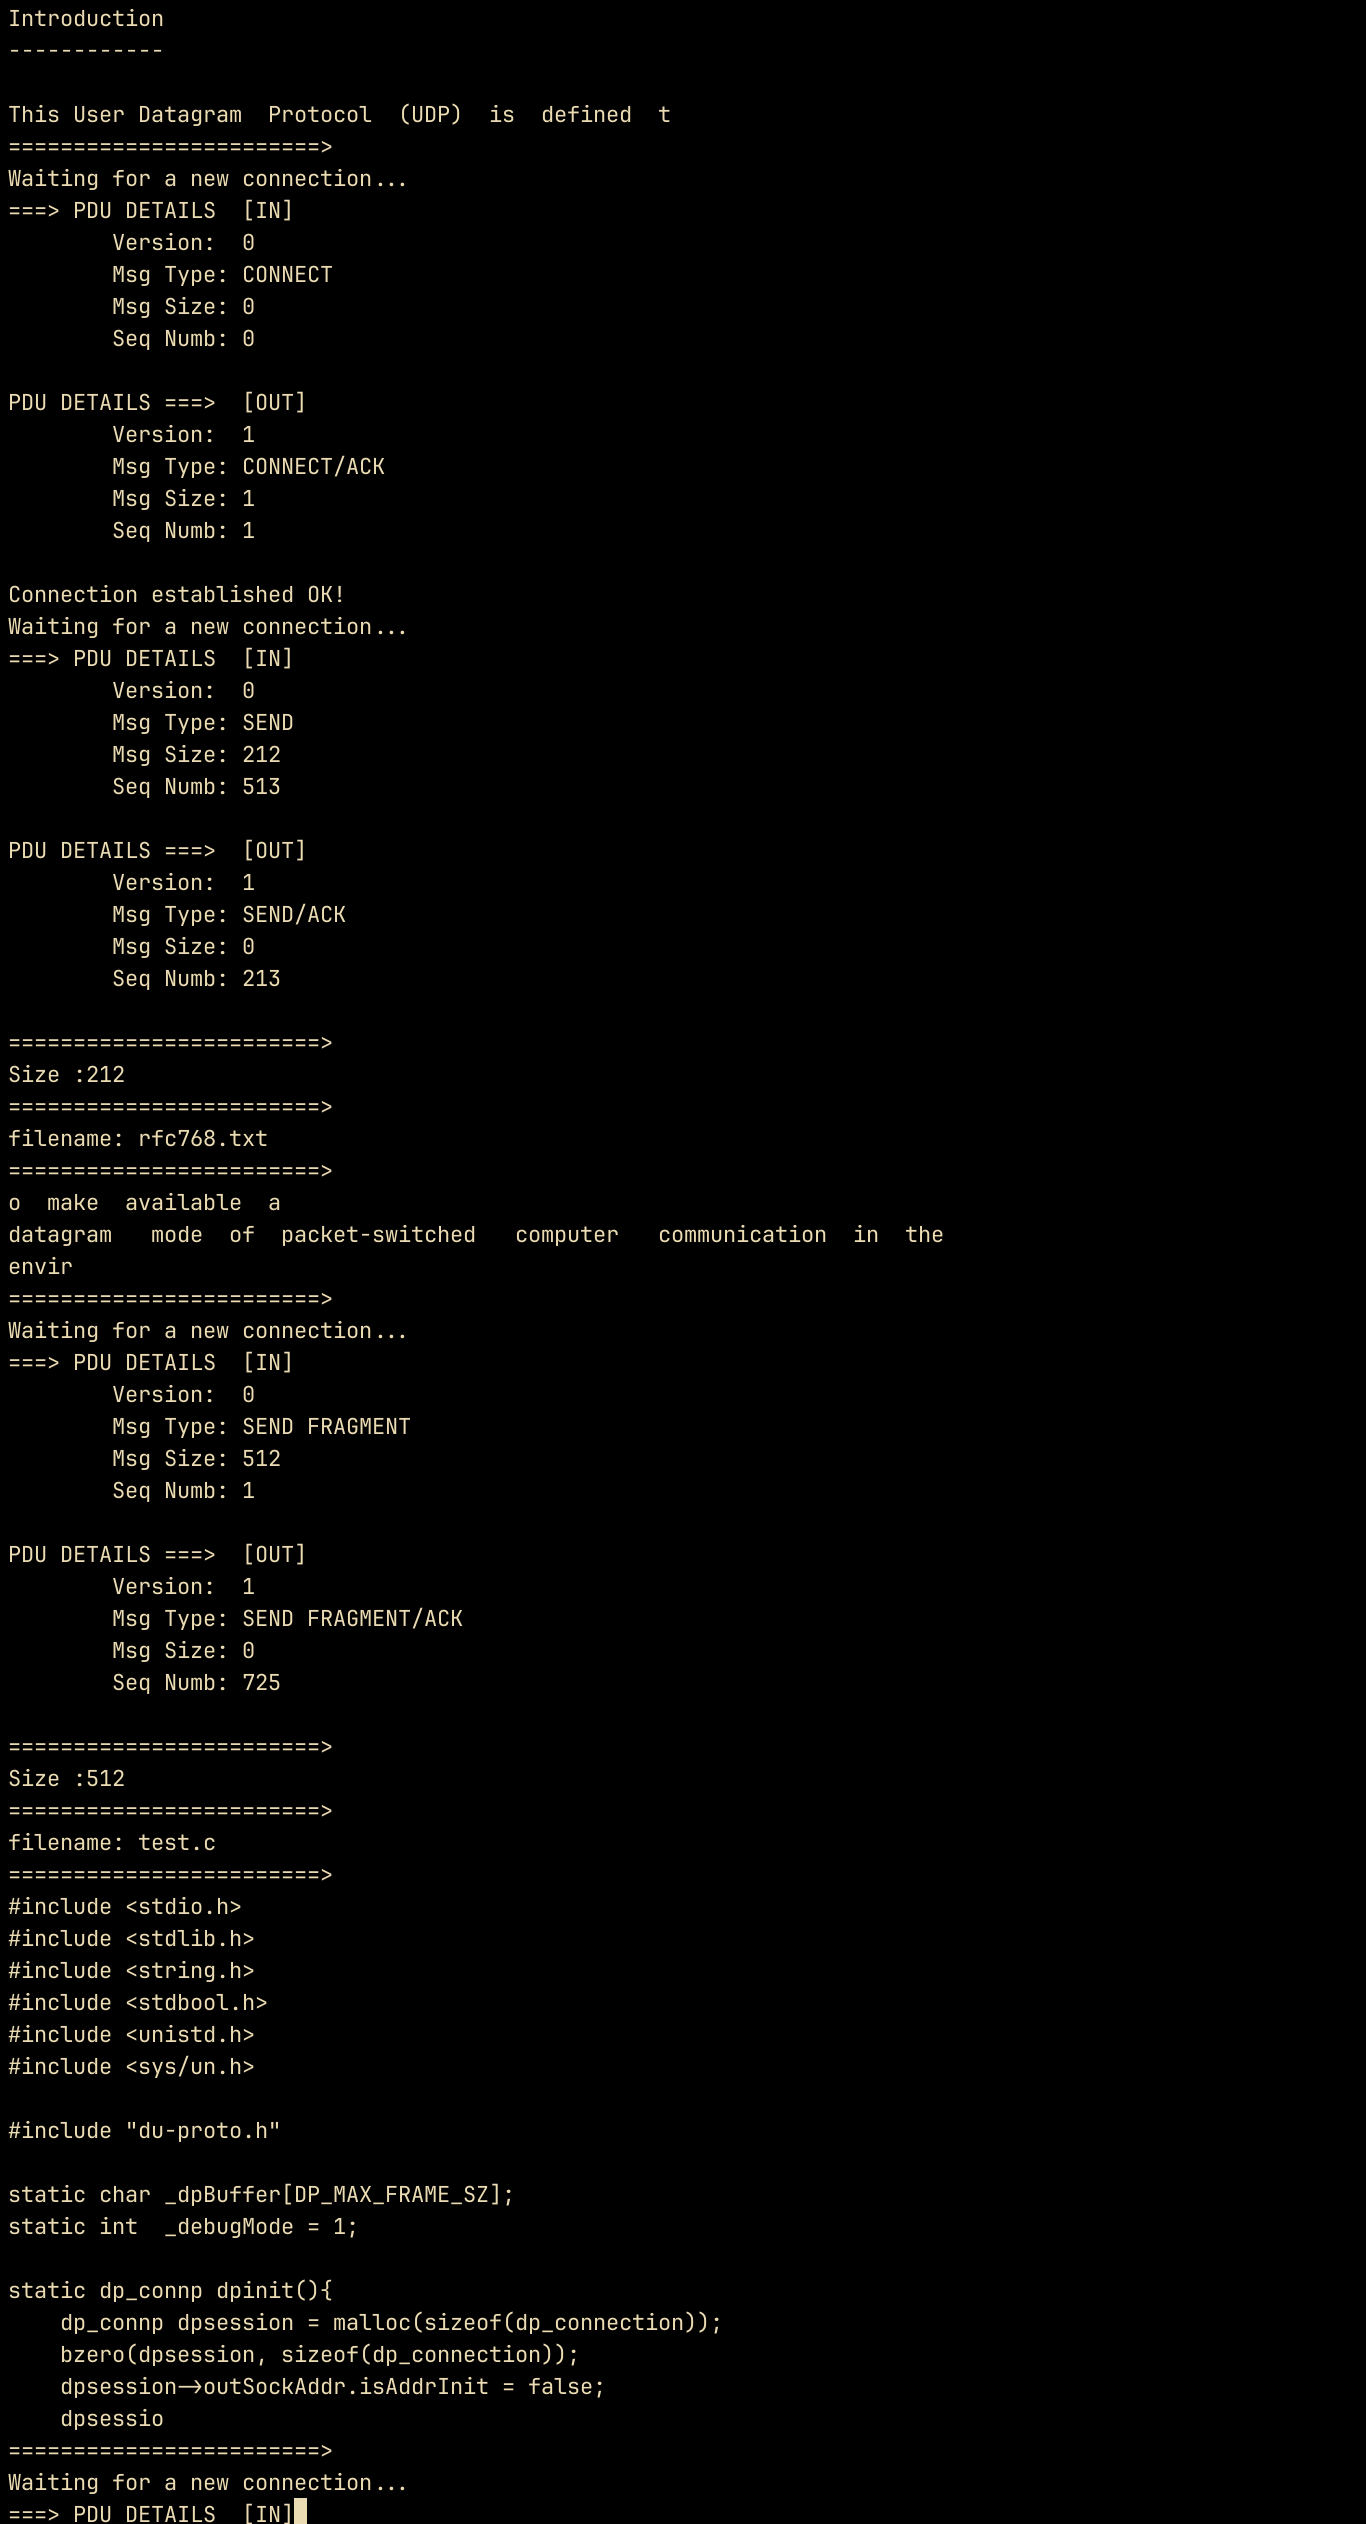 Introduction
------------
This User Datagram  Protocol  (UDP)  is  defined  t
========================>
Waiting for a new connection...
===> PDU DETAILS  [IN]
        Version:  0
        Msg Type: CONNECT
        Msg Size: 0
        Seq Numb: 0

PDU DETAILS ===>  [OUT]
        Version:  1
        Msg Type: CONNECT/ACK
        Msg Size: 1
        Seq Numb: 1

Connection established OK!
Waiting for a new connection...
===> PDU DETAILS  [IN]
        Version:  0
        Msg Type: SEND
        Msg Size: 212
        Seq Numb: 513

PDU DETAILS ===>  [OUT]
        Version:  1
        Msg Type: SEND/ACK
        Msg Size: 0
        Seq Numb: 213

========================>
Size :212
========================>
filename: rfc768.txt
========================>
o  make  available  a
datagram   mode  of  packet-switched   computer   communication  in  the
envir
========================>
Waiting for a new connection...
===> PDU DETAILS  [IN]
        Version:  0
        Msg Type: SEND FRAGMENT
        Msg Size: 512
        Seq Numb: 1

PDU DETAILS ===>  [OUT]
        Version:  1
        Msg Type: SEND FRAGMENT/ACK
        Msg Size: 0
        Seq Numb: 725

========================>
Size :512
========================>
filename: test.c
========================>
#include <stdio.h>
#include <stdlib.h>
#include <string.h>
#include <stdbool.h>
#include <unistd.h>
#include <sys/un.h>

#include "du-proto.h"

static char _dpBuffer[DP_MAX_FRAME_SZ];
static int  _debugMode = 1;

static dp_connp dpinit(){
    dp_connp dpsession = malloc(sizeof(dp_connection));
    bzero(dpsession, sizeof(dp_connection));
    dpsession->outSockAddr.isAddrInit = false;
    dpsessio
========================>
Waiting for a new connection...
===> PDU DETAILS  [IN]